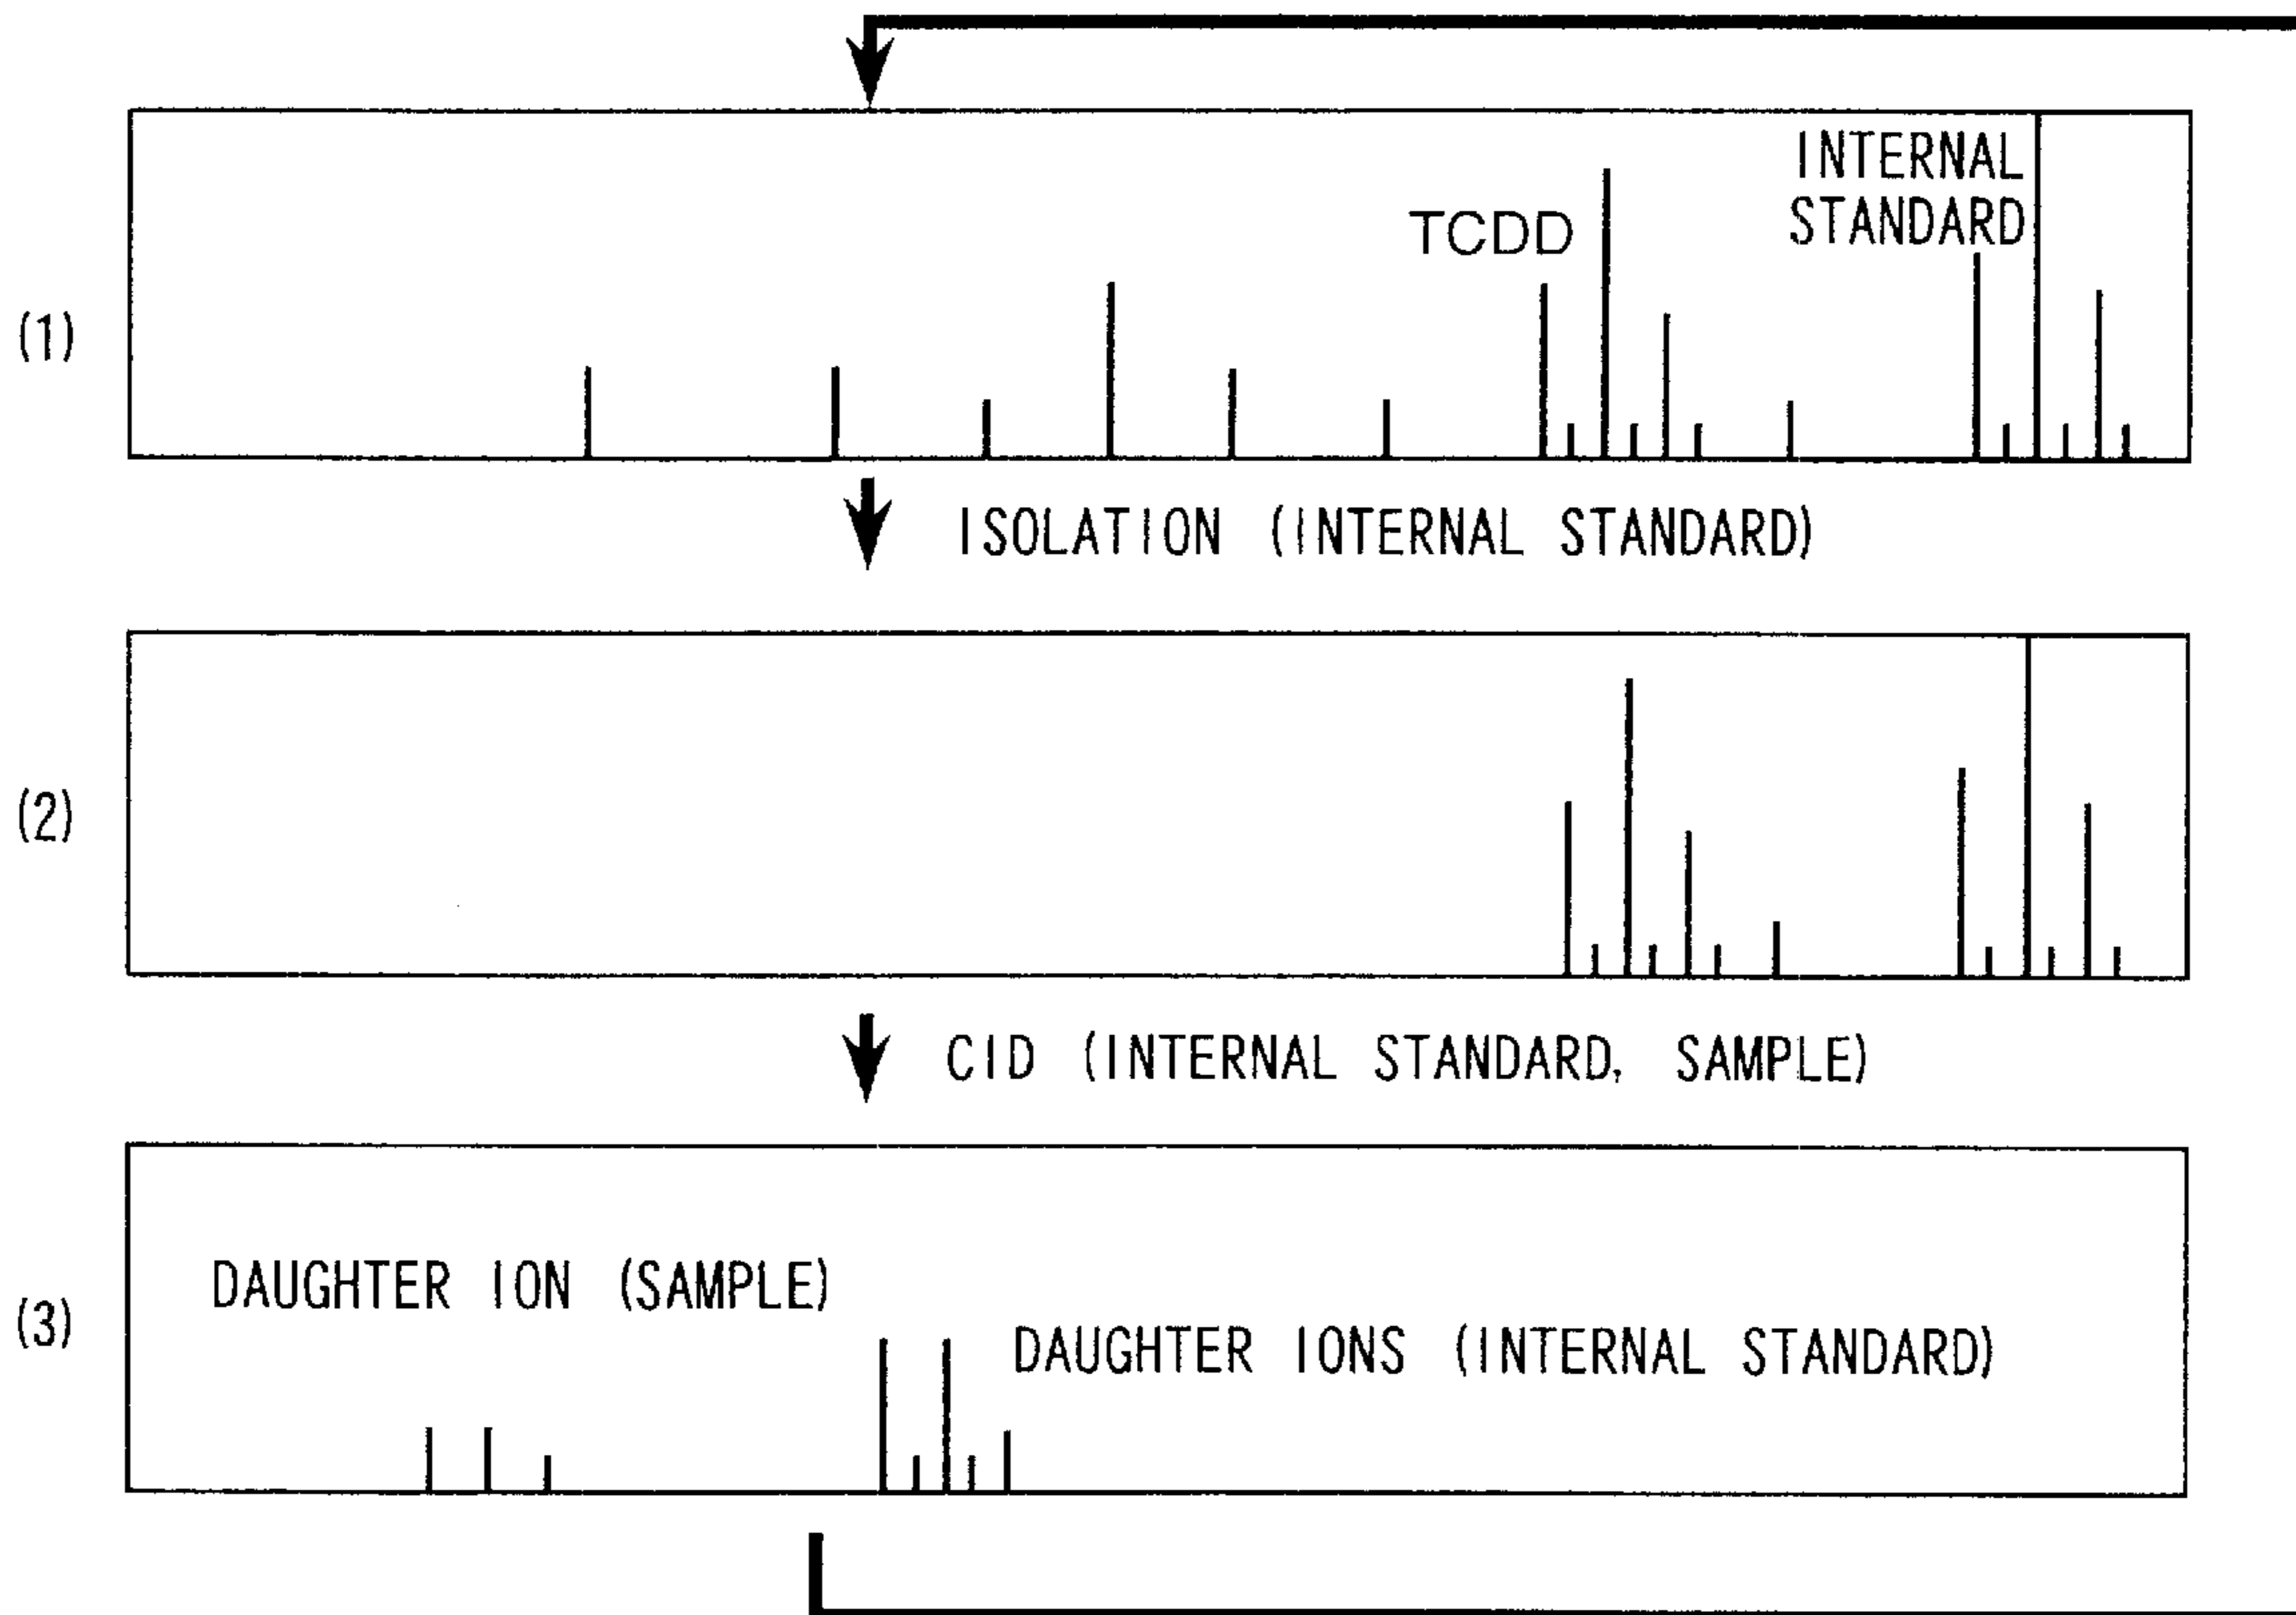 INTERNAL
STANDARD
TCDD
(1)
ISOLATION (INTERNAL STANDARD)
(2)
CID (INTERNAL STANDARD, SAMPLE)
DAUGHTER ION (SAMPLE)
(3)
DAUGHTER IONS (INTERNAL STANDARD)